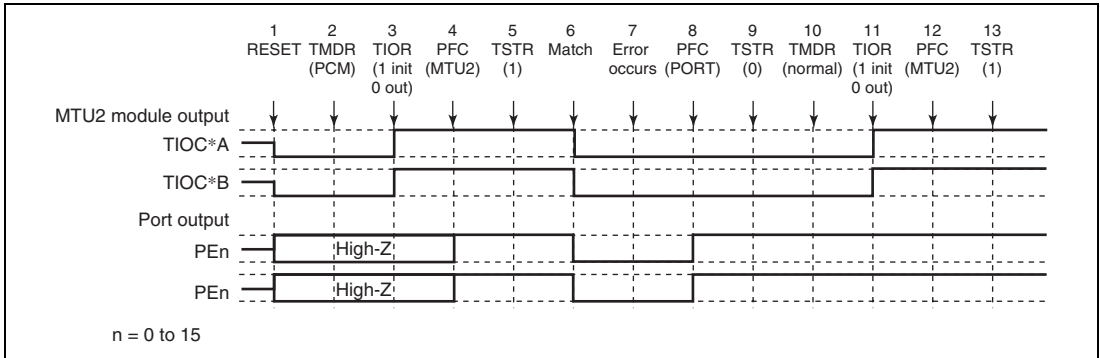 1 2 3 4 5 6 7 8 9 10 11 12 13
RESET TMDR TIOR PFC TSTR Match Error PFC TSTR TMDR TIOR PFC TSTR
(PCM) (1 init (MTU2) (1) occurs (PORT) (0) (normal) (1 init (MTU2) (1)
0 out) 0 out)
MTU2 module output
TIOC*A
TIOC*B
Port output
PEn High-Z
PEn High-Z
n = 0 to 15